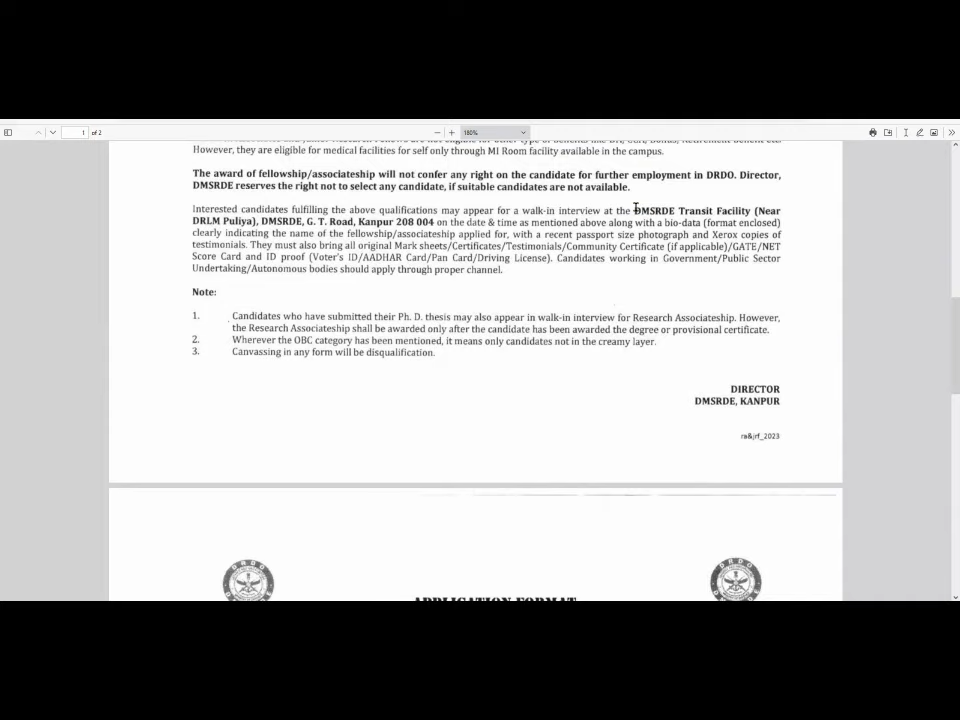 1 of 2
180%
However, they are eligible for medical facilities for self only through MI Room facility available in the campus.
The award of fellowship/associateship will not confer any right on the candidate for further employment in DRDO. Director,
DMSRDE reserves the right not to select any candidate, if suitable candidates are not available.
Interested candidates fulfilling the above qualifications may appear for a walk-in interview at the DMSRDE Transit Facility (Near
DRLM Puliya), DMSRDE, G. T. Road, Kanpur 208 004 on the date & time as mentioned above along with a bio-data (format enclosed)
clearly indicating the name of the fellowship/associateship applied for, with a recent passport size photograph and Xerox copies of
testimonials. They must also bring all original Mark sheets/Certificates/Testimonials/Community Certificate (if applicable)/GATE/NET
Score Card and ID proof (Voter's ID/AADHAR Card/Pan Card/Driving License). Candidates working in Government/Public Sector
Undertaking/Autonomous bodies should apply through proper channel.
Note:
1. Candidates who have submitted their Ph. D. thesis may also appear in walk-in interview for Research Associateship. However,
the Research Associateship shall be awarded only after the candidate has been awarded the degree or provisional certificate.
2. Wherever the OBC category has been mentioned, it means only candidates not in the creamy layer.
3. Canvassing in any form will be disqualification.
DIRECTOR
DMSRDE, KANPUR
ra&jrf_2023
DRDO
DRDO
APPLICATION FORMAT